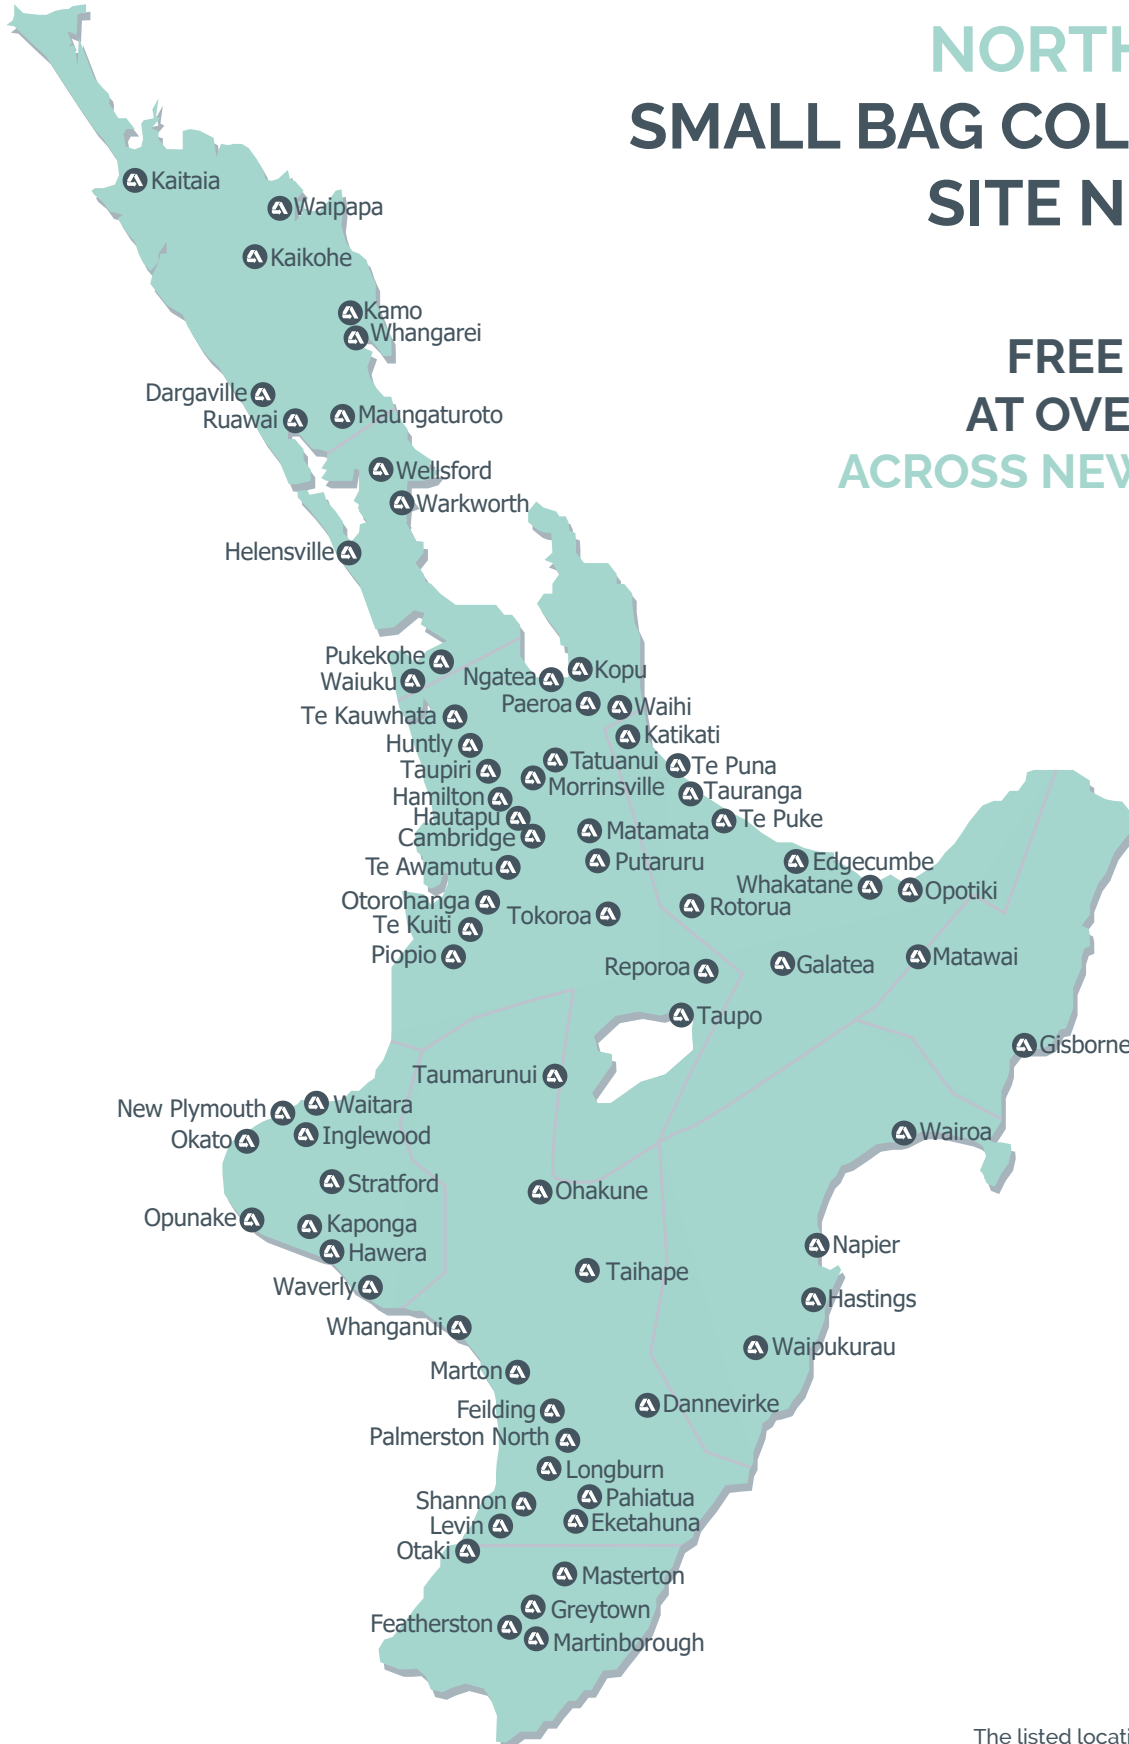 NORTH
SMALL BAG COL
SITE N
FREE
AT OVE
ACROSS NEW
Kaitaia
Waipapa
Kaikohe
Kamo
Whangarei
Dargaville
Ruawai
Maungaturoto
Wellsford
Warkworth
Helensville
Pukekohe
Waiuku
Ngatea
Kopu
Paeroa
Waihi
Te Kauwhata
Katikati
Huntly
Tatuanui
Te Puna
Taupiri
Morrinsville
Tauranga
Hamilton
Hautapu
Te Puke
Cambridge
Matamata
Te Awamutu
Putaruru
Edgecumbe
Whakatane
Opotiki
Otorohanga
Tokoroa
Rotorua
Te Kuiti
Piopio
Reporoa
Galatea
Matawai
Taupo
Gisborne
Taumarunui
New Plymouth
Waitara
Okato
Inglewood
Wairoa
Stratford
Ohakune
Opunake
Kaponga
Hawera
Napier
Waverly
Taihape
Hastings
Whanganui
Waipukurau
Marton
Feilding
Dannevirke
Palmerston North
Longburn
Shannon
Pahiatua
Levin
Eketahuna
Otaki
Masterton
Greytown
Featherston
Martinborough
The listed locati